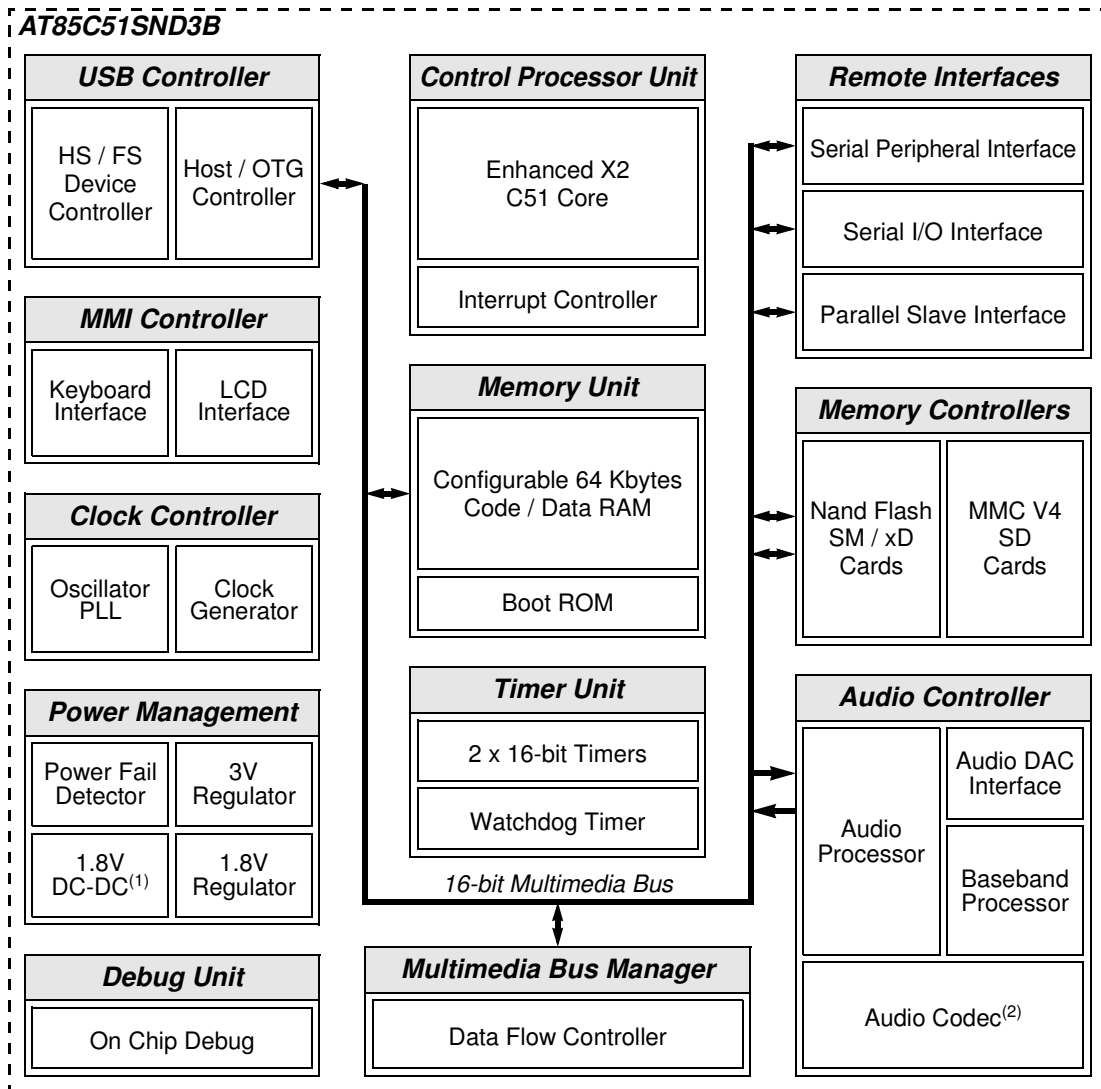 AT85C51SND3B
USB Controller
HS / FS
Device
Controller
Host / OTG
Controller
MMI Controller
Keyboard
Interface
LCD
Interface
Clock Controller
Oscillator
PLL
Clock
Generator
Power Management
Power Fail
Detector
3V
Regulator
1.8V
DC-DC(1)
1.8V
Regulator
Debug Unit
On Chip Debug
Control Processor Unit
Enhanced X2
C51 Core
Interrupt Controller
Memory Unit
Configurable 64 Kbytes
Code / Data RAM
Boot ROM
Timer Unit
2 x 16-bit Timers
Watchdog Timer
16-bit Multimedia Bus
Multimedia Bus Manager
Data Flow Controller
Remote Interfaces
Serial Peripheral Interface
Serial I/O Interface
Parallel Slave Interface
Memory Controllers
Nand Flash
SM / xD
Cards
MMC V4
SD
Cards
Audio Controller
Audio
Processor
Audio DAC
Interface
Baseband
Processor
Audio Codec(2)